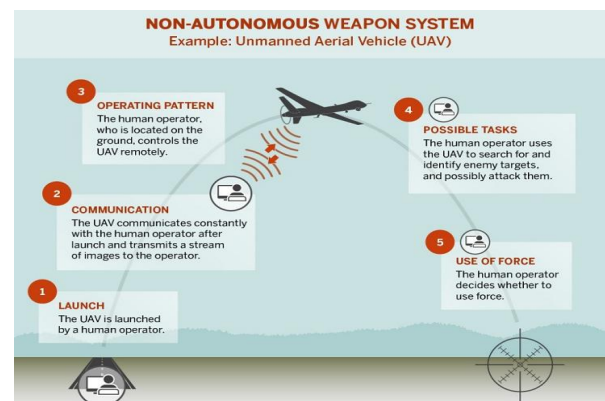 NON-AUTONOMOUS WEAPON SYSTEM
Example: Unmanned Aerial Vehicle (UAV)
1
LAUNCH
The UAV is launched
by a human operator.
2
COMMUNICATION
The UAV communicates constantly
with the human operator after
launch and transmits a stream
of images to the operator.
3
OPERATING PATTERN
The human operator,
who is located on the
ground, controls the
UAV remotely.
4
POSSIBLE TASKS
The human operator uses
the UAV to search for and
identify enemy targets,
and possibly attack them.
5
USE OF FORCE
The human operator
decides whether to
use force.